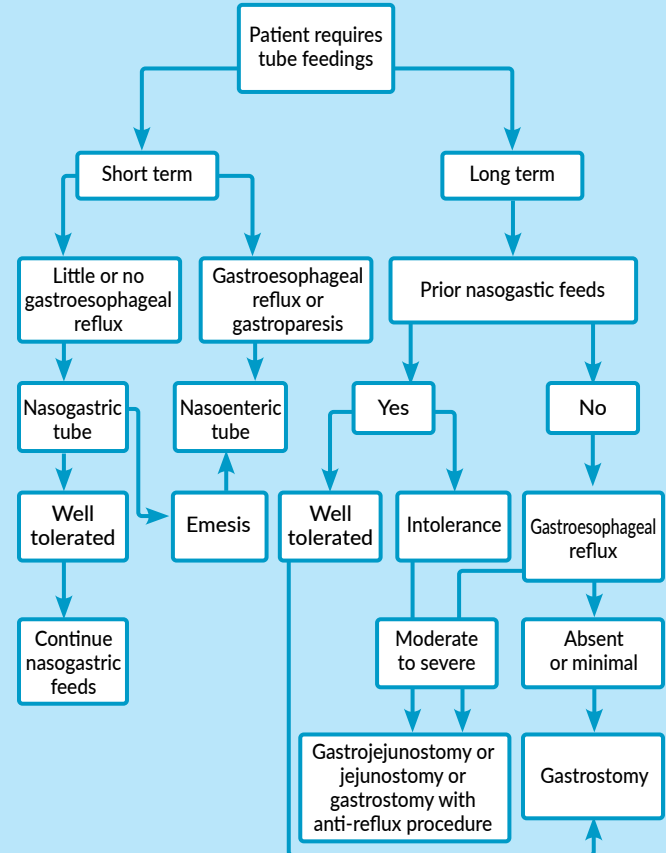 Patient requires
tube feedings
Short term
Long term
Little or no
gastroesophageal
reflux
Gastroesophageal
reflux or
gastroparesis
Prior nasogastic feeds
Nasogastric
tube
Nasoenteric
tube
Yes
No
Well
tolerated
Emesis
Well
tolerated
Intolerance
Gastroesophageal
reflux
Continue
nasogastric
feeds
Moderate
to severe
Absent
or minimal
Gastrojejunostomy or
jejunostomy or
gastrostomy with
anti-reflux procedure
Gastrostomy